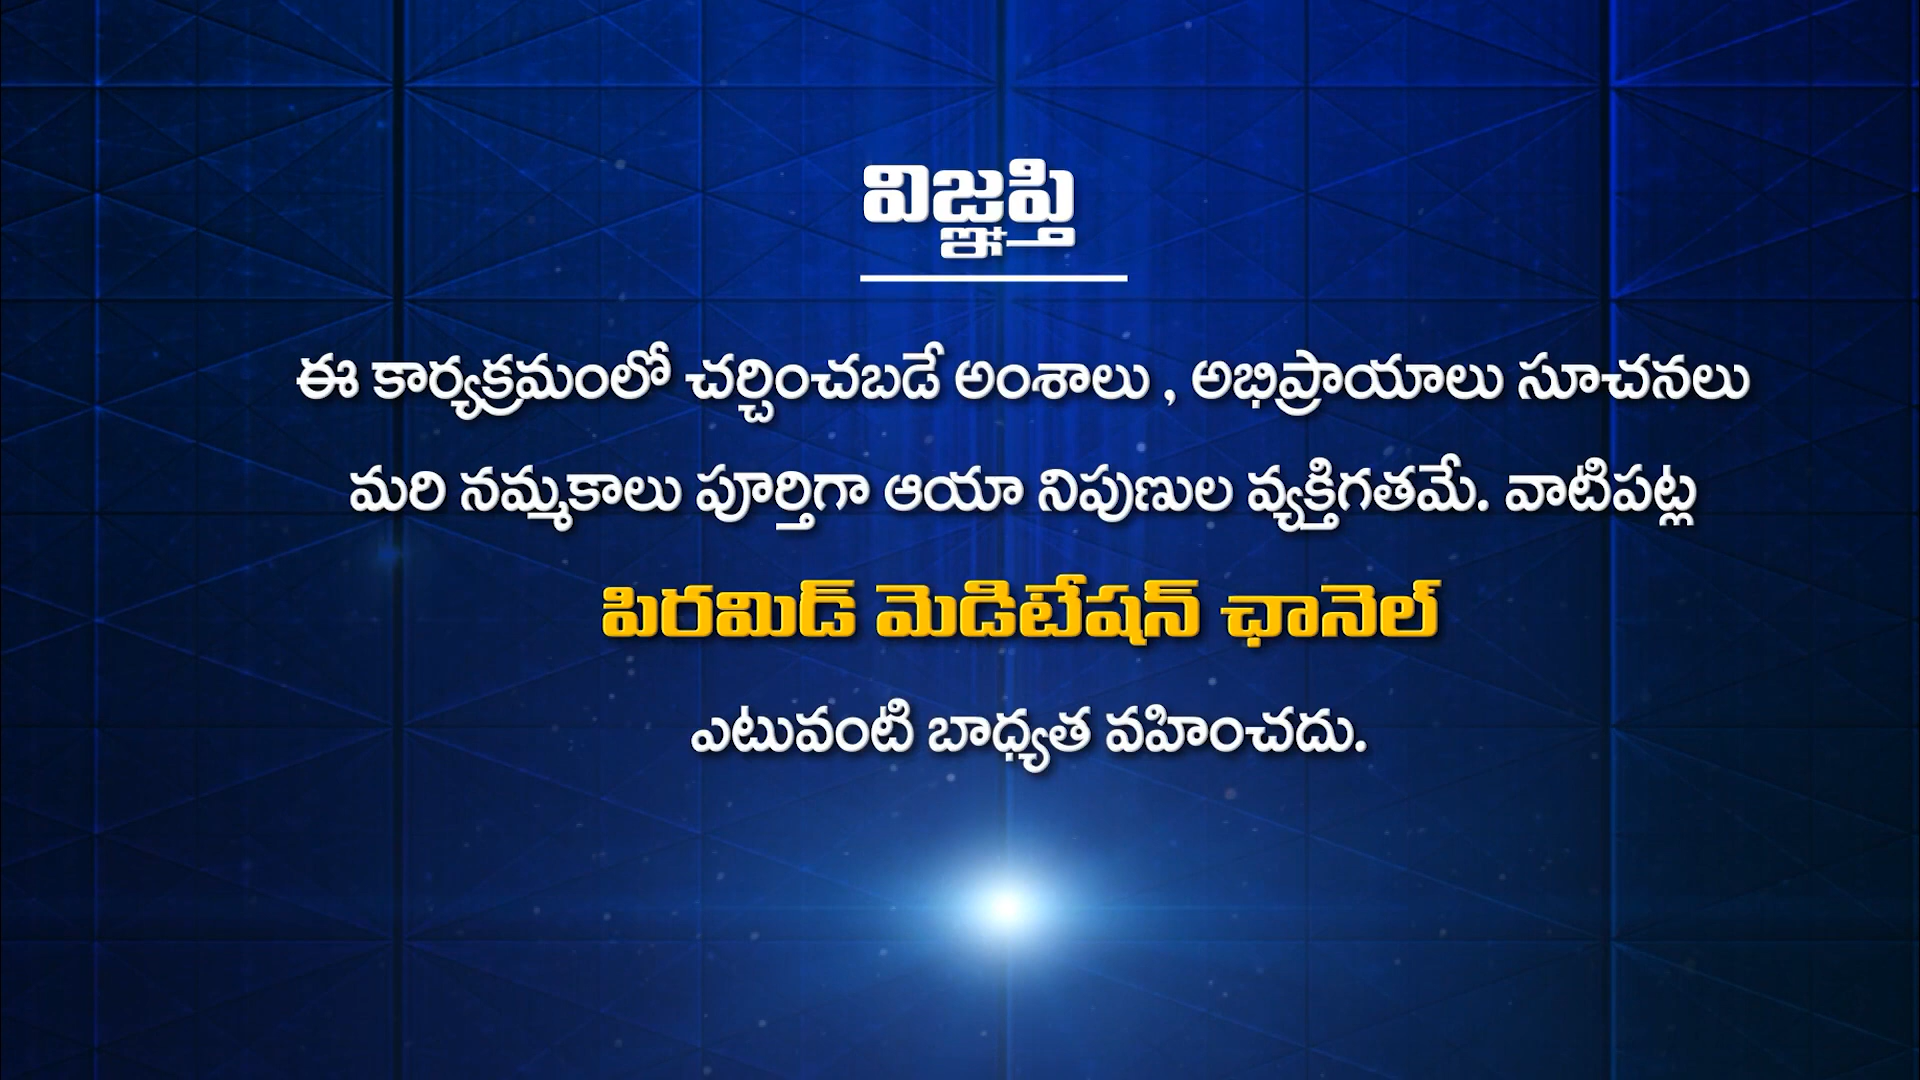 విజ్ఞప్తి
ఈ కార్యక్రమంలో చర్చించబడే అంశాలు , అభిప్రాయాలు సూచనలు
మరి నమ్మకాలు పూర్తిగా ఆయా నిపుణుల వ్యక్తిగతమే. వాటిపట్ల
పిరమిడ్ మెడిటేషన్ ఛానెల్
ఎటువంటి బాధ్యత వహించదు.